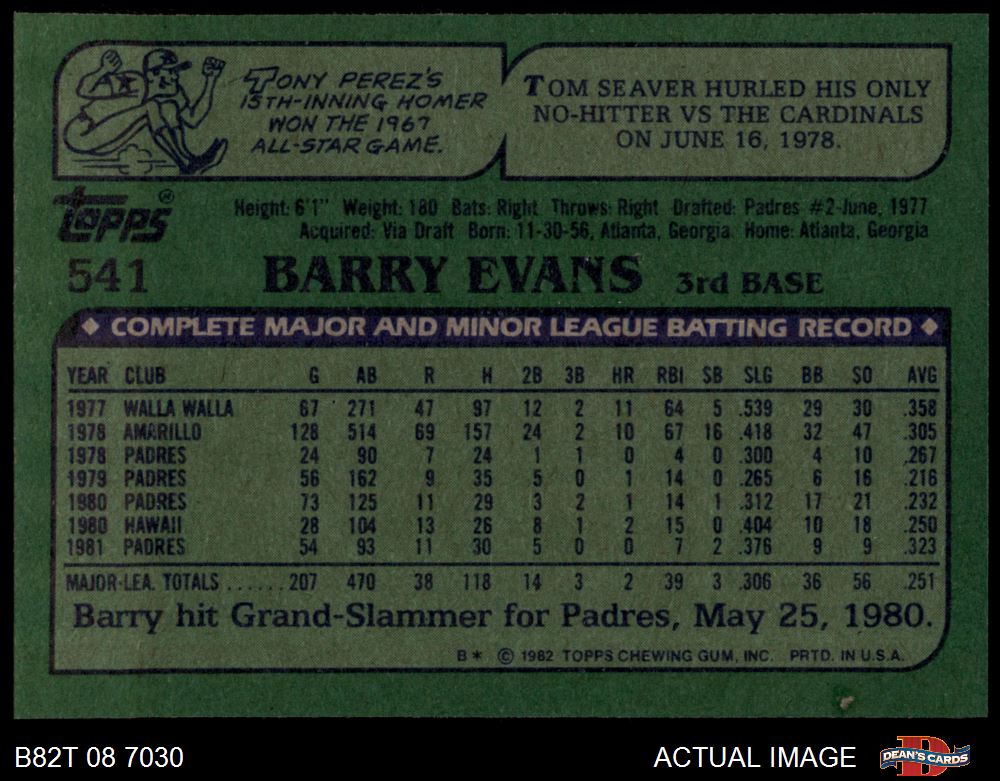 TONY PEREZ'S
15TH-INNING HOMER
WON THE 1967
ALL-STAR GAME.
TOM SEAVER HURLED HIS ONLY
NO-HITTER VS THE CARDINALS
ON JUNE 16, 1978.
TOPPS®
Height: 6'1" Weight: 180 Bats: Right Throws: Right Drafted: Padres #2-June, 1977
Acquired: Via Draft Born: 11-30-56, Atlanta, Georgia Home: Atlanta, Georgia
541 BARRY EVANS 3rd BASE
◆ COMPLETE MAJOR AND MINOR LEAGUE BATTING RECORD ◆
YEAR CLUB G AB R H 2B 3B HR RBI SB SLG BB SO AVG
1977 WALLA WALLA 67 271 47 97 12 2 11 64 5 .539 29 30 .358
1978 AMARILLO 128 514 69 157 24 2 10 67 16 .418 32 47 .305
1978 PADRES 24 90 7 24 1 1 0 4 0 .300 4 10 .267
1979 PADRES 56 162 9 35 5 0 1 14 0 .265 6 16 .216
1980 PADRES 73 125 11 29 3 2 1 14 1 .312 17 21 .232
1980 HAWAII 28 104 13 26 8 1 2 15 0 .404 10 18 .250
1981 PADRES 54 93 11 30 5 0 0 7 2 .376 9 9 .323
MAJOR-LEA. TOTALS ...... 207 470 38 118 14 3 2 39 3 .306 36 56 .251
Barry hit Grand-Slammer for Padres, May 25, 1980.
B* © 1982 TOPPS CHEWING GUM, INC. PRTD. IN U.S.A.
B82T 08 7030 ACTUAL IMAGE DEAN'S CARDS